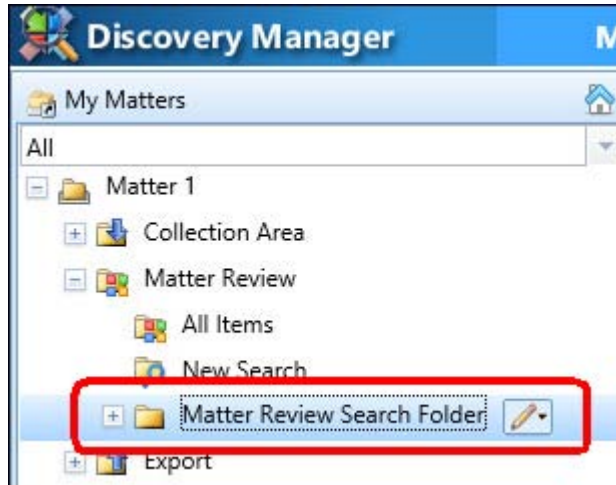 Discovery Manager M
My Matters
All
Matter 1
Collection Area
Matter Review
All Items
New Search
Matter Review Search Folder
Export